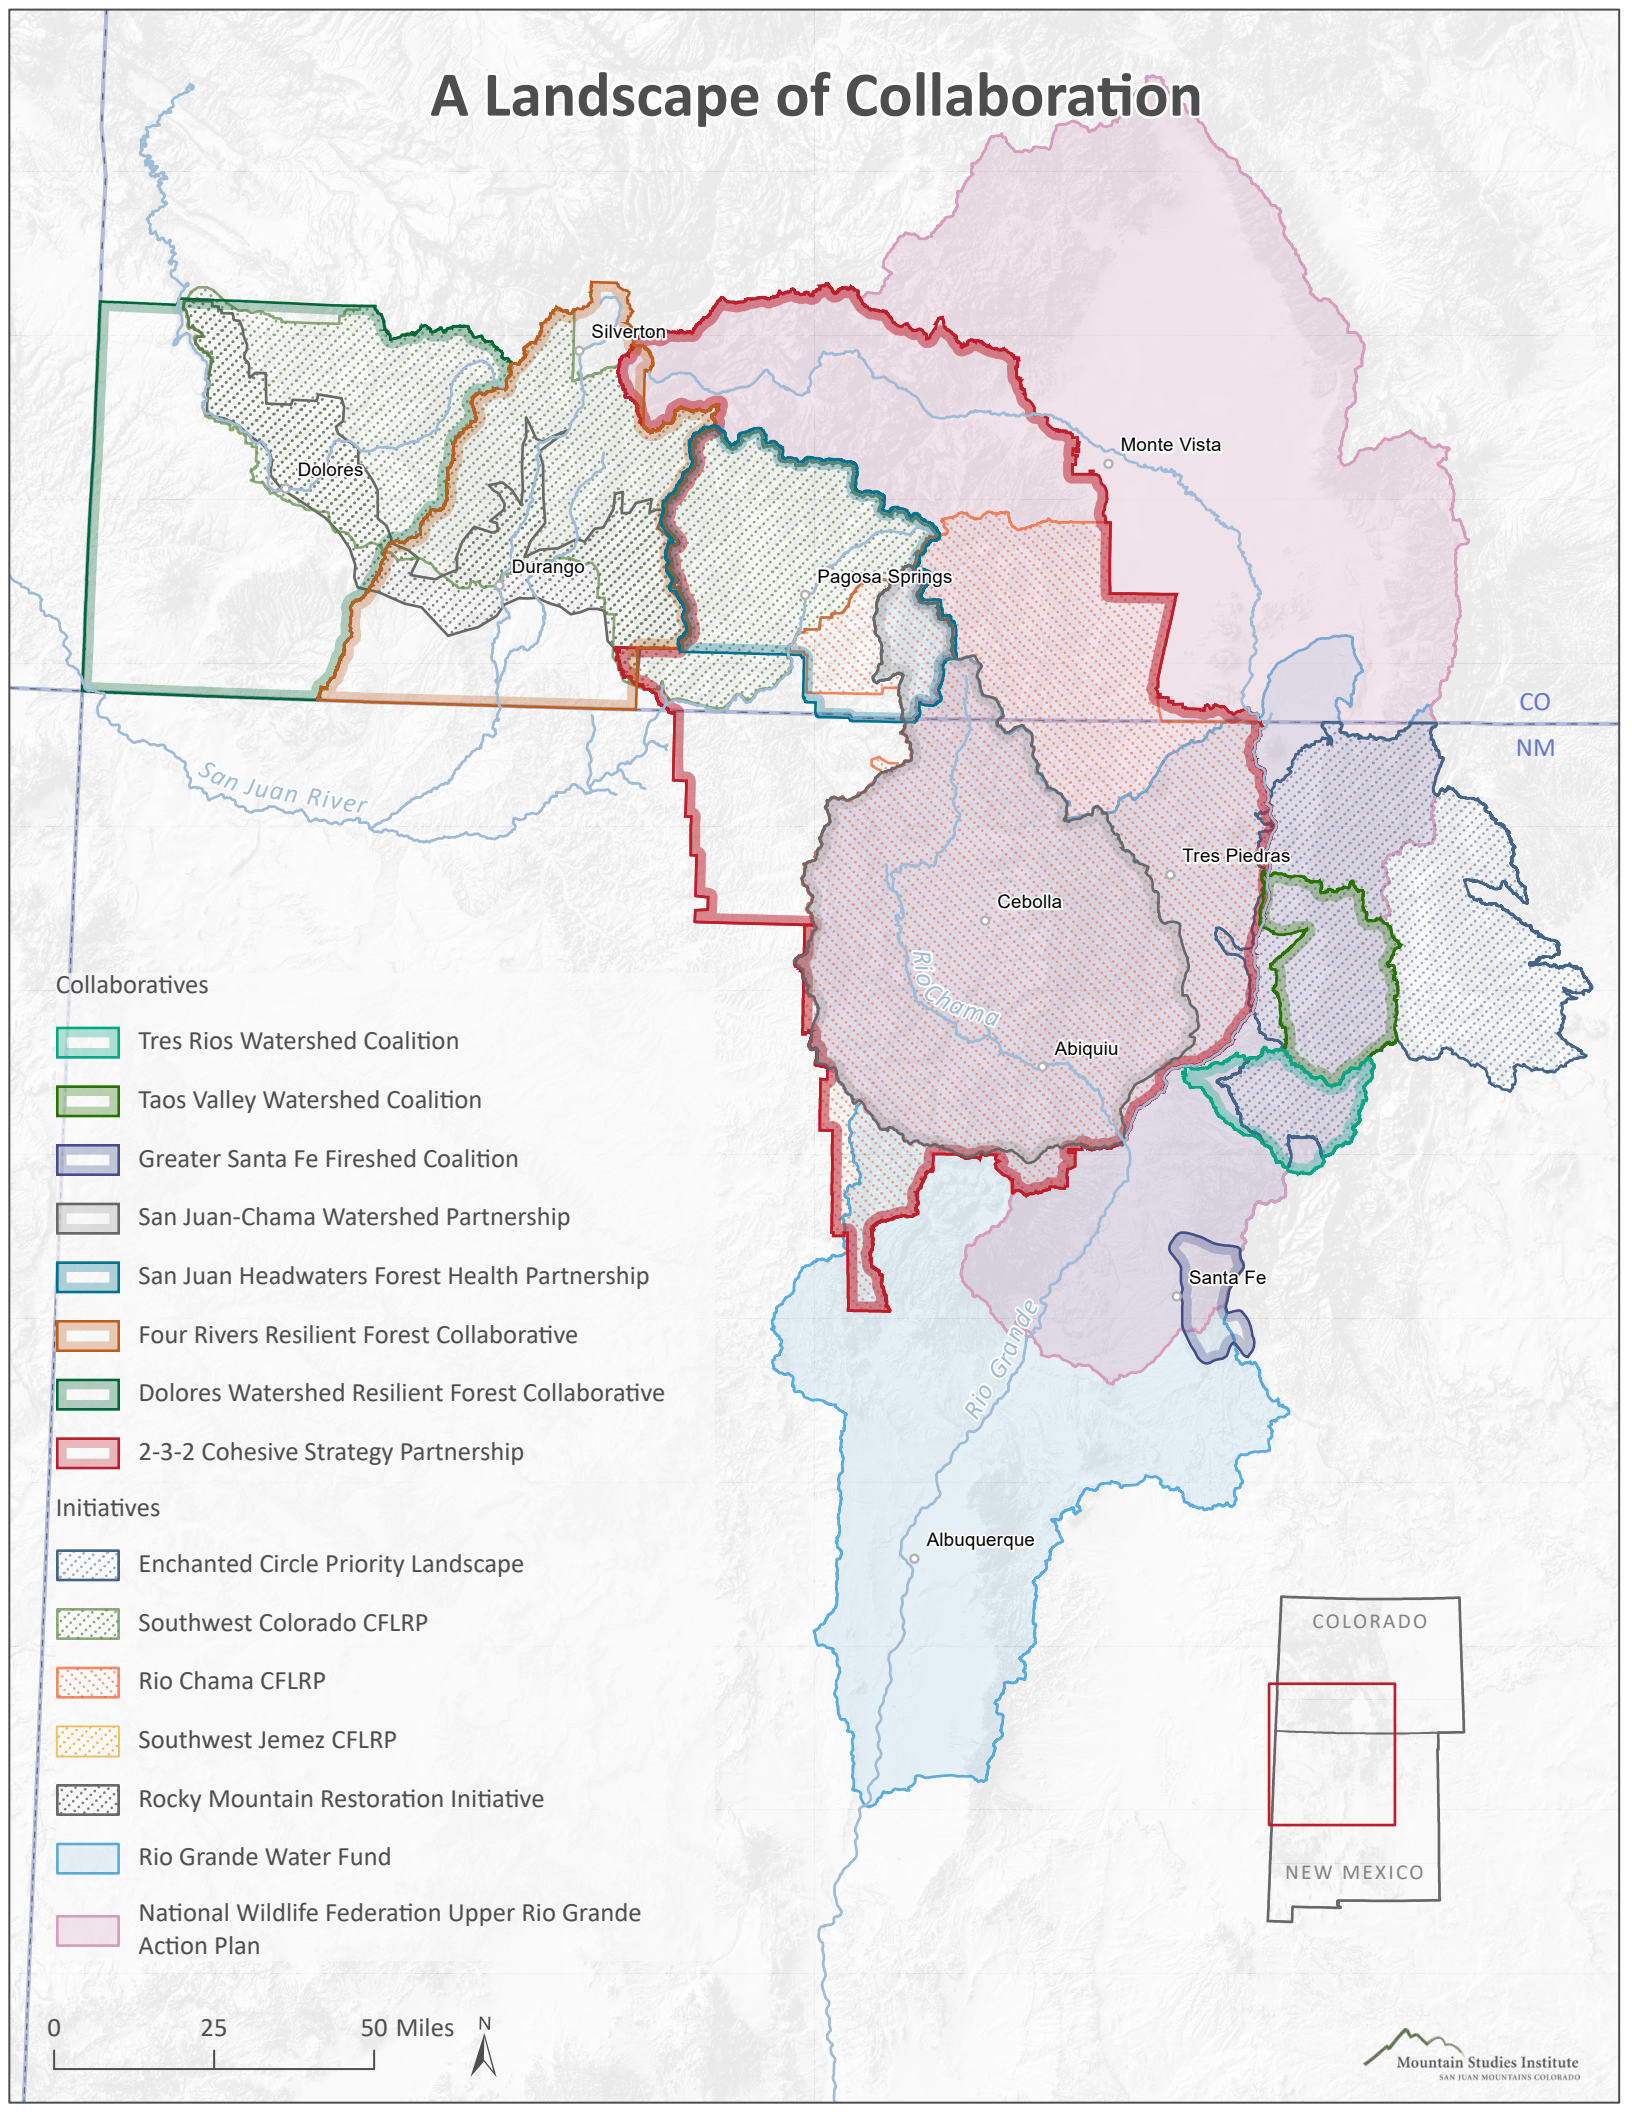 A Landscape of Collaboration
Silverton
Monte Vista
Dolores
Durango
Pagosa Springs
CO
NM
San Juan River
Tres Piedras
Cebolla
Rio Chama
Abiquiu
Santa Fe
Rio Grande
Albuquerque
Collaboratives
Tres Rios Watershed Coalition
Taos Valley Watershed Coalition
Greater Santa Fe Fireshed Coalition
San Juan-Chama Watershed Partnership
San Juan Headwaters Forest Health Partnership
Four Rivers Resilient Forest Collaborative
Dolores Watershed Resilient Forest Collaborative
2-3-2 Cohesive Strategy Partnership
Initiatives
Enchanted Circle Priority Landscape
Southwest Colorado CFLRP
Rio Chama CFLRP
Southwest Jemez CFLRP
Rocky Mountain Restoration Initiative
Rio Grande Water Fund
National Wildlife Federation Upper Rio Grande
Action Plan
0 25 50 Miles
N
COLORADO
NEW MEXICO
Mountain Studies Institute
SAN JUAN MOUNTAINS COLORADO